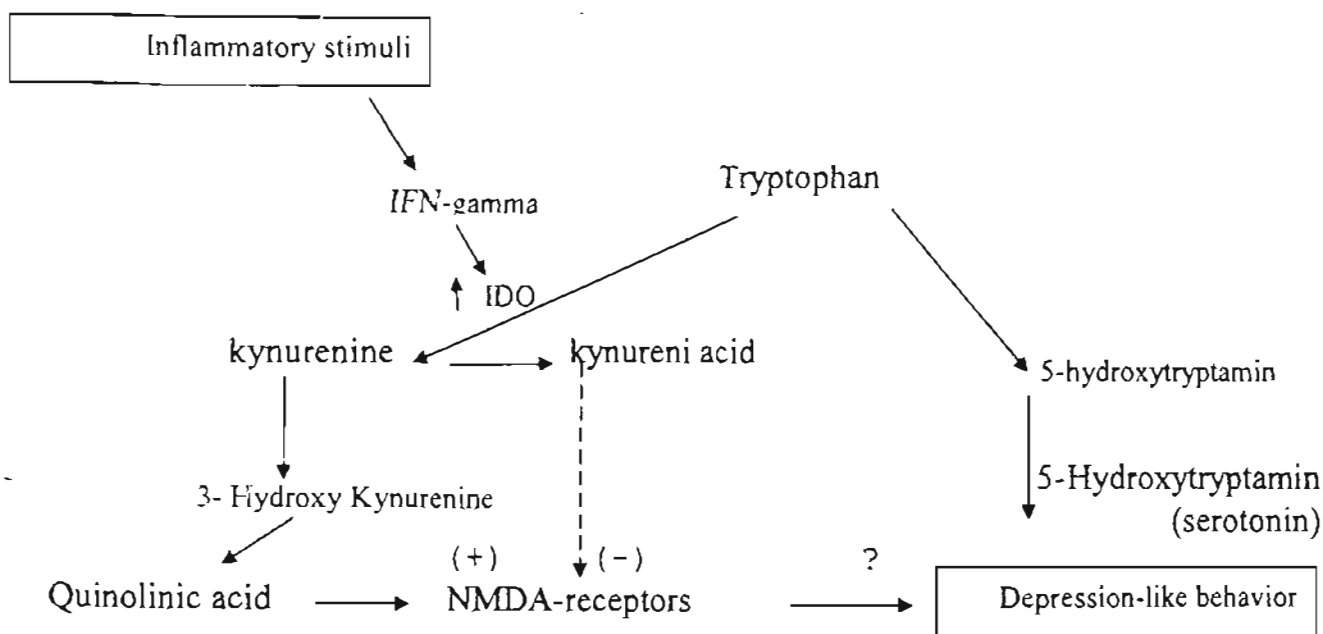 Inflammatory stimuli
Tryptophan
IFN-gamma
IDO
kynurenine
kynureni acid
5-hydroxytryptamin
3- Hydroxy Kynurenine
5-Hydroxytryptamin
(serotonin)
(+)
(-)
?
Quinolinic acid
NMDA-receptors
Depression-like behavior